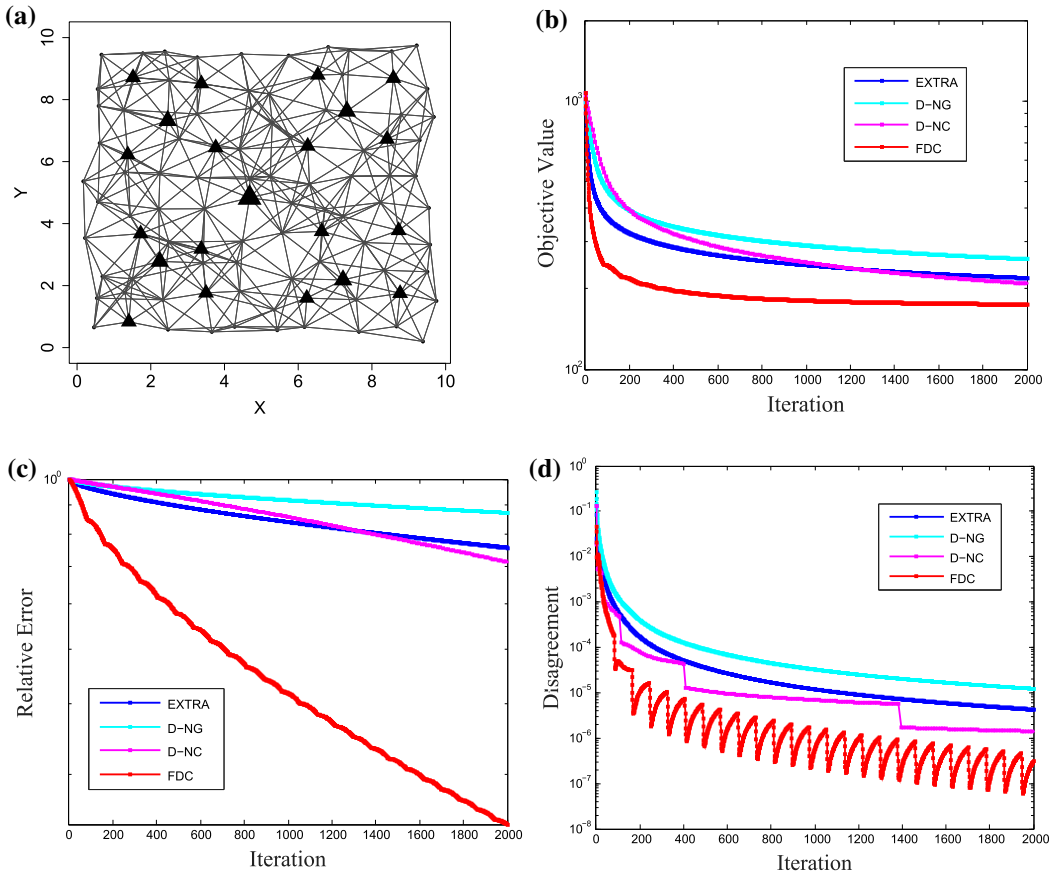 (a)
10
8
6
4
2
0
Y
0 2 4 6 8 10
X
(b)
10^3
10^2
Objective Value
EXTRA
D-NG
D-NC
FDC
0 200 400 600 800 1000 1200 1400 1600 1800 2000
Iteration
(c)
10^0
Relative Error
EXTRA
D-NG
D-NC
FDC
0 200 400 600 800 1000 1200 1400 1600 1800 2000
Iteration
(d)
10^0
10^-1
10^-2
10^-3
10^-4
10^-5
10^-6
10^-7
10^-8
Disagreement
EXTRA
D-NG
D-NC
FDC
0 200 400 600 800 1000 1200 1400 1600 1800 2000
Iteration